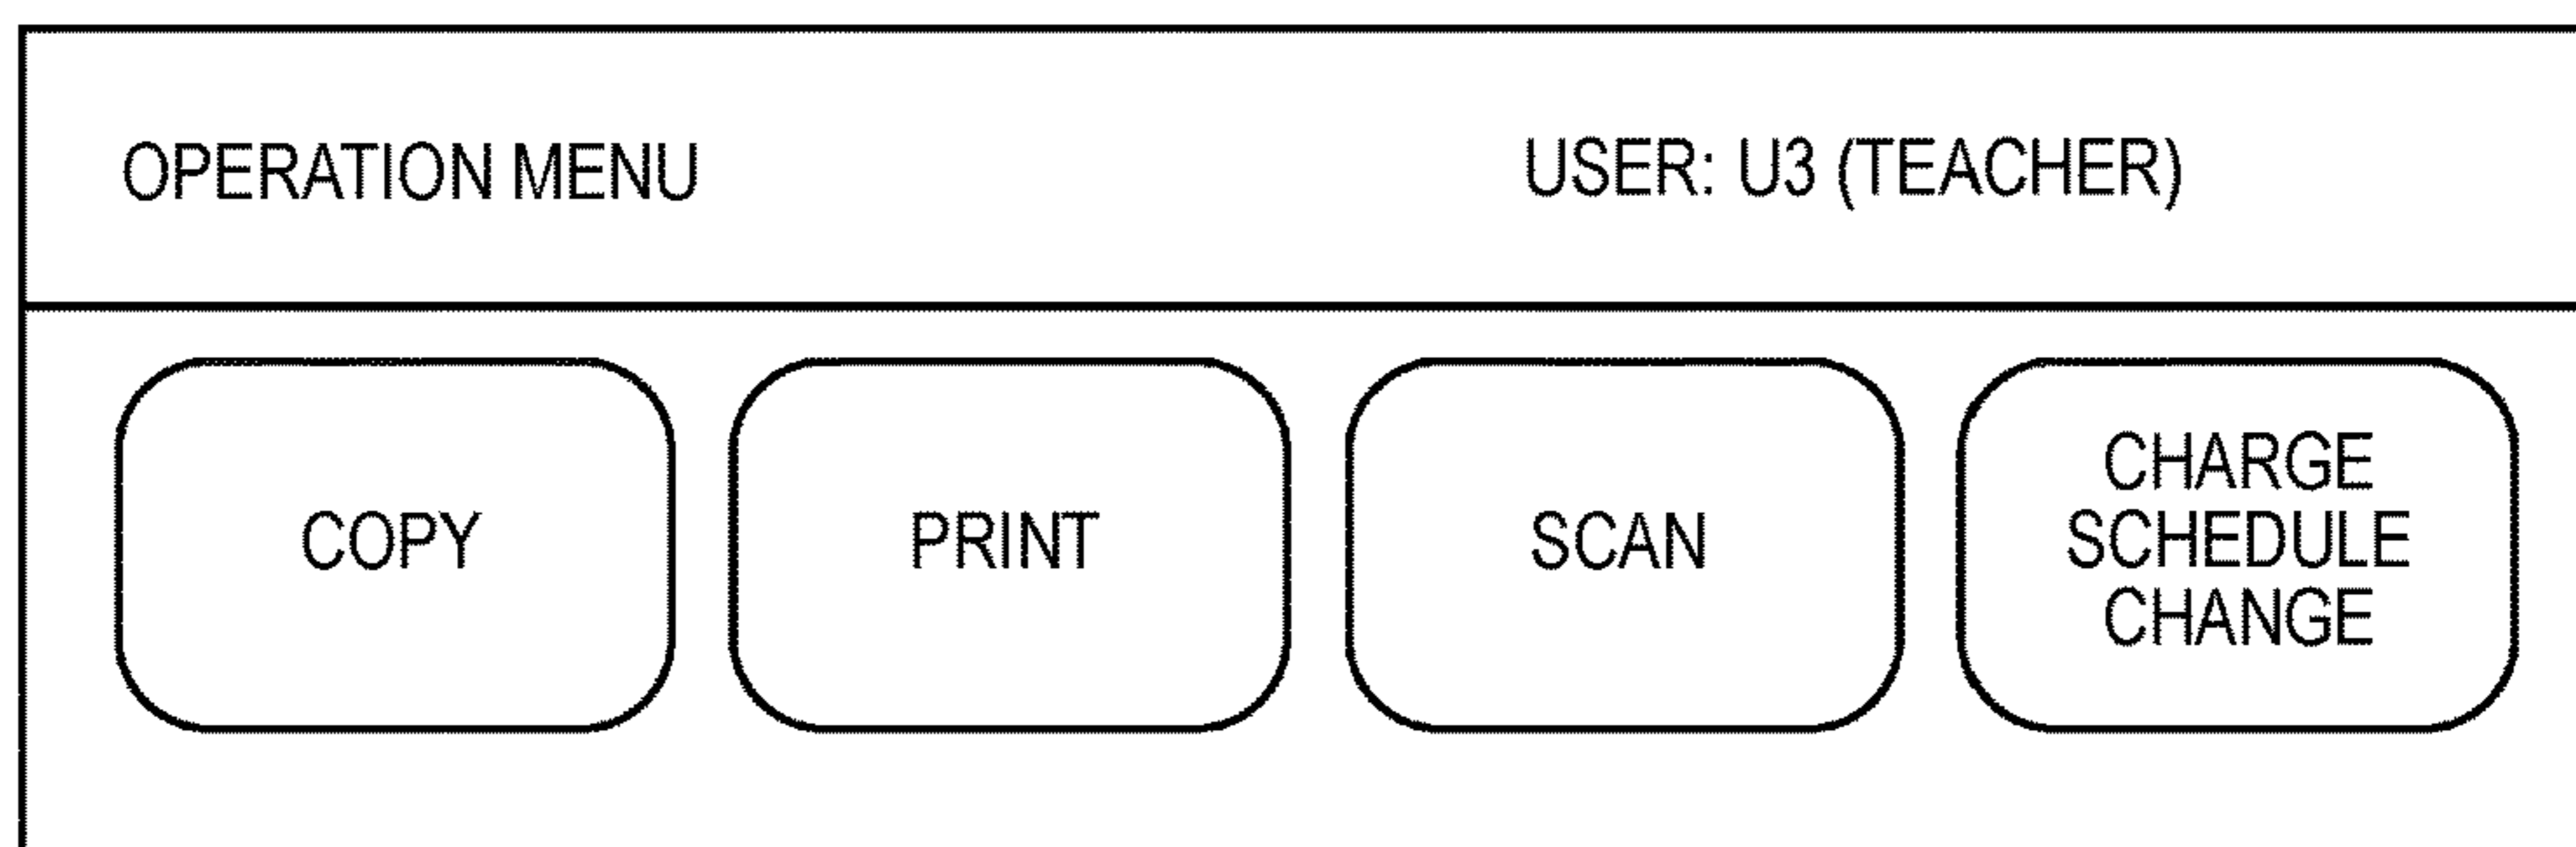 OPERATION MENU
USER: U3 (TEACHER)
COPY
PRINT
SCAN
CHARGE
SCHEDULE
CHANGE